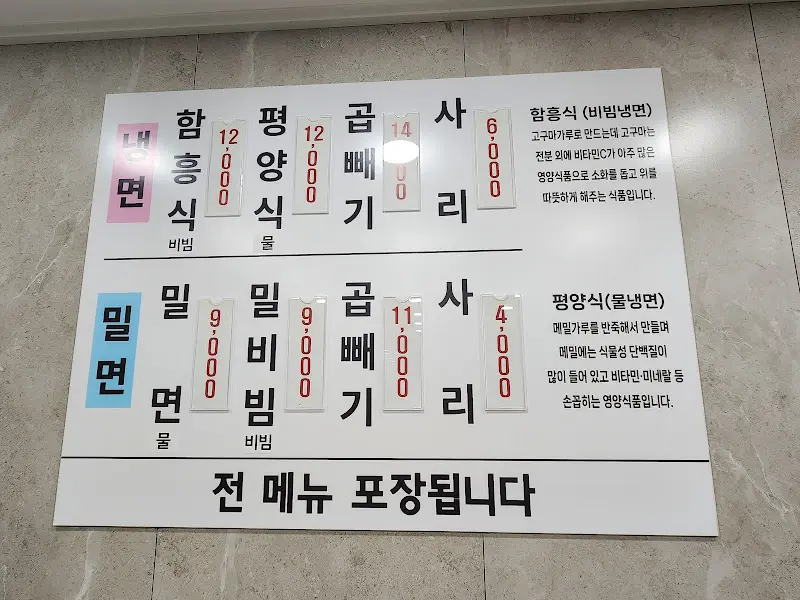 냉면
함흥식
비빔
12,000
평양식
물
12,000
곱빼기
14
사리
6,000
함흥식 (비빔냉면)
고구마가루로 만드는데 고구마는
전분 외에 비타민C가 아주 많은
영양식품으로 소화를 돕고 위를
따뜻하게 해주는 식품입니다.
밀면
밀면
물
9,000
밀비빔
비빔
9,000
곱빼기
11,000
사리
4,000
평양식(물냉면)
메밀가루를 반죽해서 만들며
메밀에는 식물성 단백질이
많이 들어 있고 비타민·미네랄 등
손꼽히는 영양식품입니다.
전 메뉴 포장됩니다